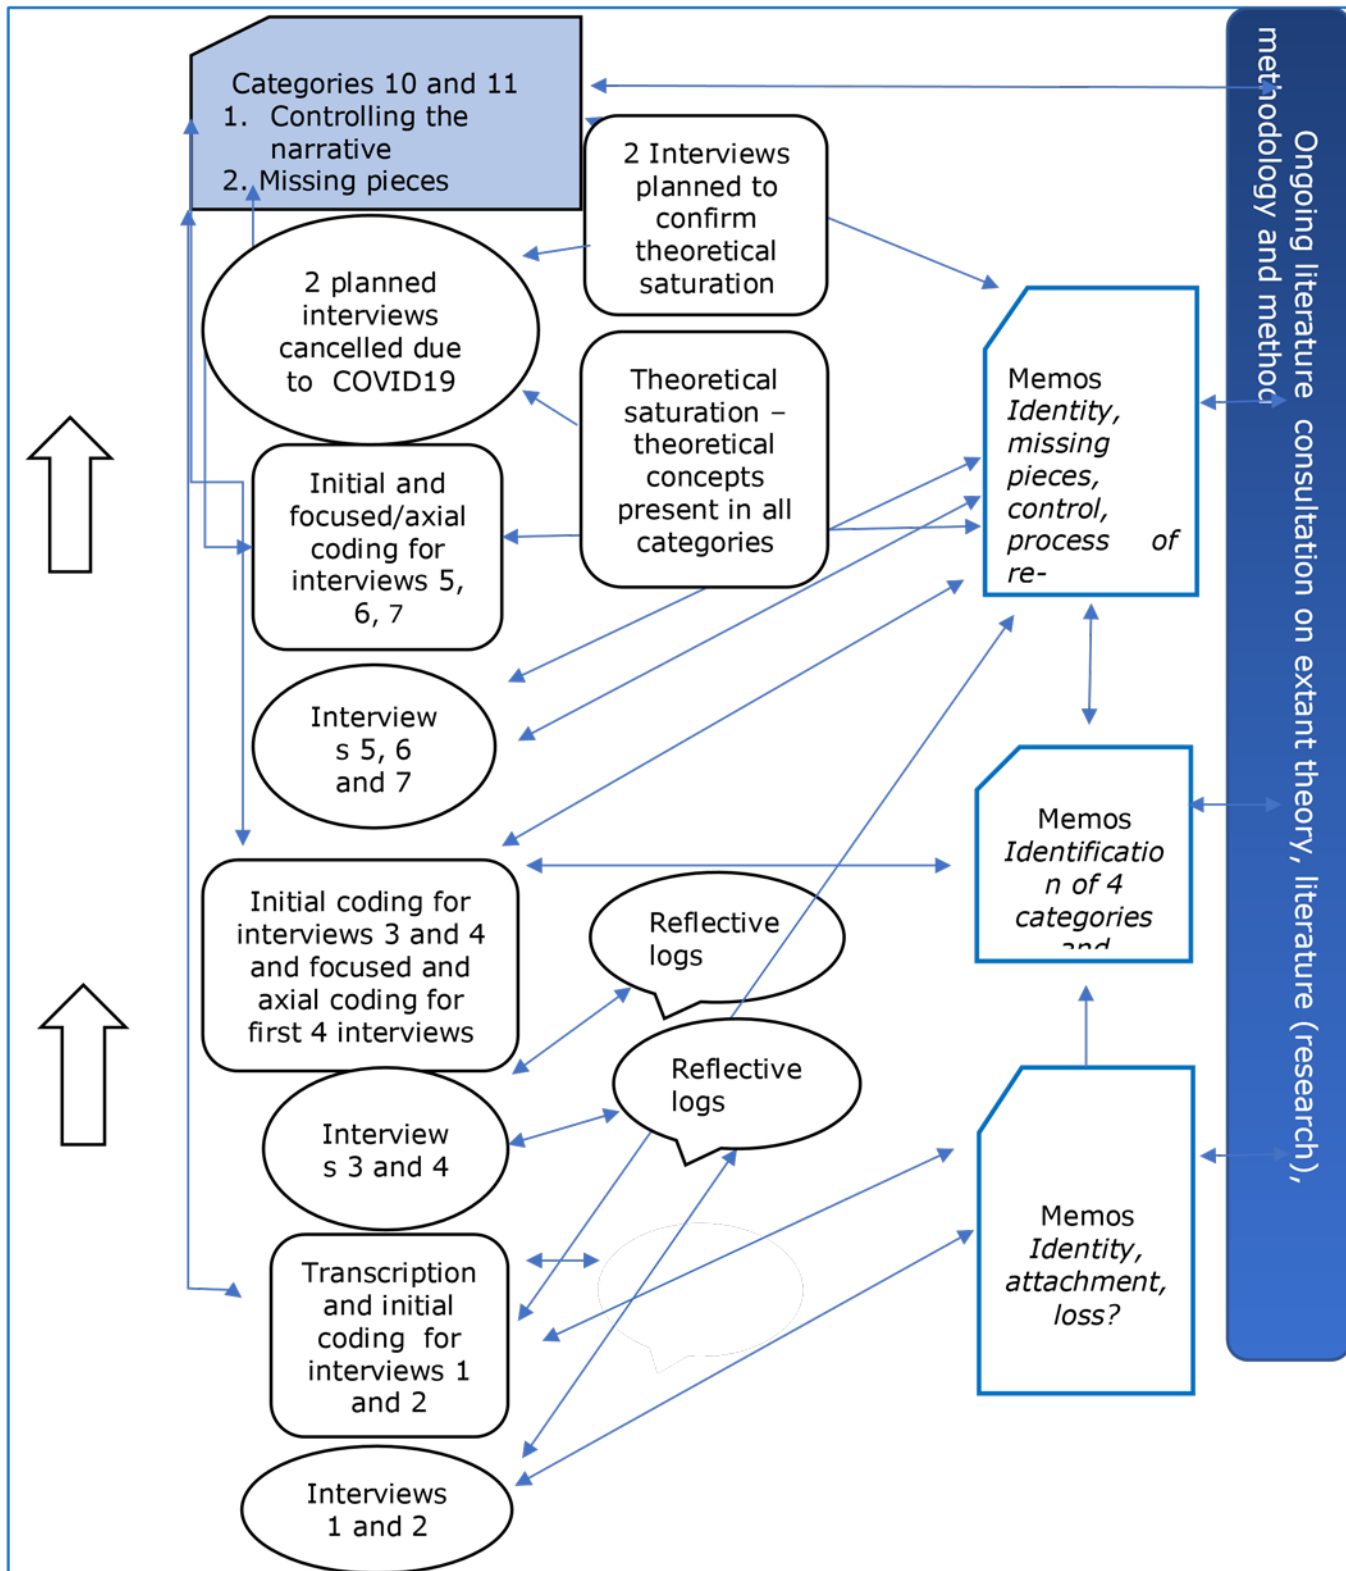 Categories 10 and 11
1. Controlling the
narrative
2. Missing pieces
2 Interviews
planned to
confirm
theoretical
saturation
2 planned
interviews
cancelled due
to COVID19
Theoretical
saturation –
theoretical
concepts
present in all
categories
Initial and
focused/axial
coding for
interviews 5,
6, 7
Memos
Identity,
missing
pieces,
control,
process of
re-
Interview
s 5, 6
and 7
Memos
Identificatio
n of 4
categories
and
Initial coding for
interviews 3 and 4
and focused and
axial coding for
first 4 interviews
Reflective
logs
Reflective
logs
Interview
s 3 and 4
Transcription
and initial
coding for
interviews 1
and 2
Memos
Identity,
attachment,
loss?
Interviews
1 and 2
Ongoing literature consultation on extant theory, literature (research),
methodology and method